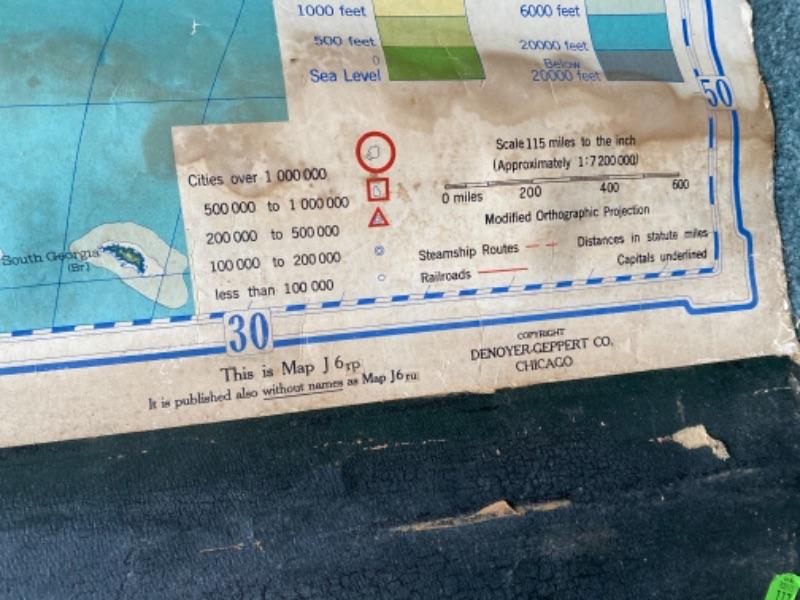 1000 feet
500 feet
0
Sea Level
6000 feet
20000 feet
Below
20000 feet
50
Cities over 1 000 000
500 000 to 1 000 000
200 000 to 500 000
100 000 to 200 000
less than 100 000
Scale 115 miles to the inch
(Approximately 1:7 200 000)
0 miles 200 400 600
Modified Orthographic Projection
Steamship Routes
Railroads
Distances in statute miles
Capitals underlined
South Georgia
(Br)
30
This is Map J 6rp
It is published also without names as Map J6ru
COPYRIGHT
DENOYER-GEPPERT CO.
CHICAGO